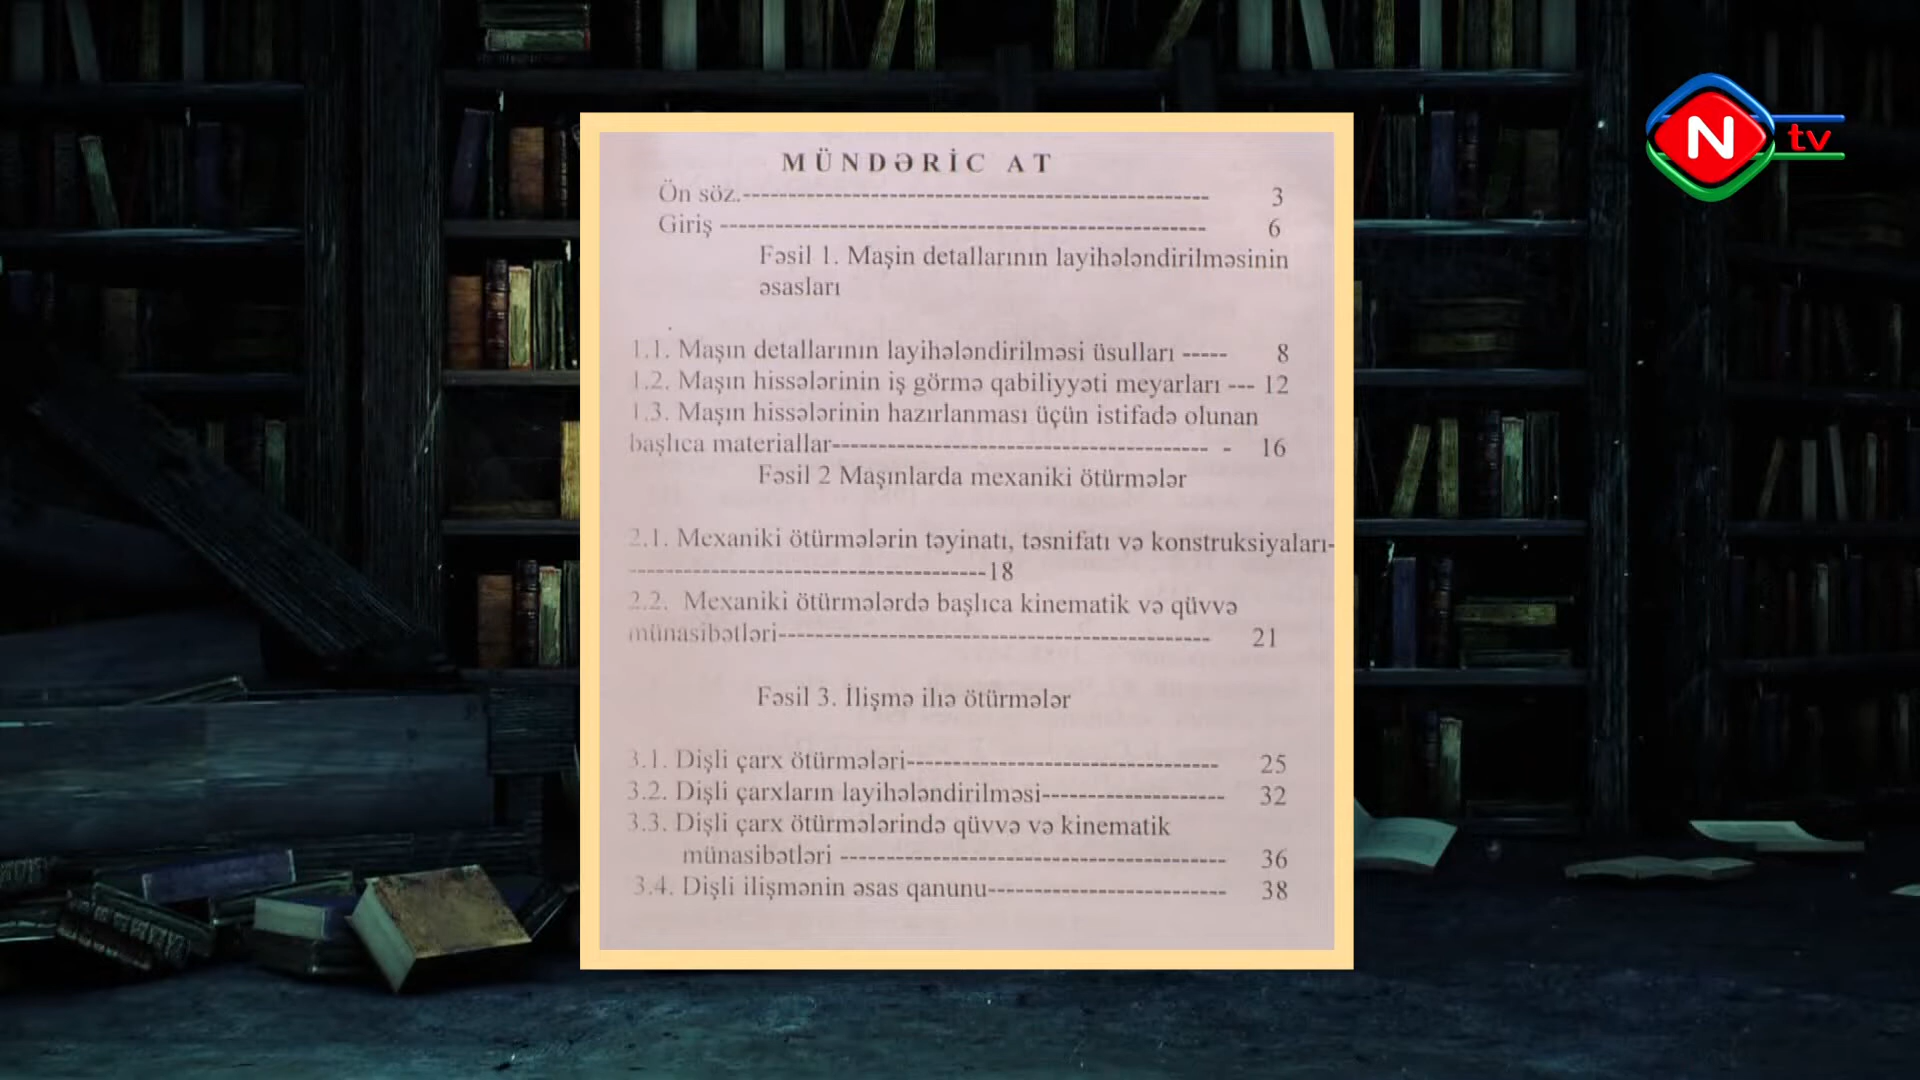 N tv
MÜNDƏRİC AT
Ön söz.-------------------------------------------------- 3
Giriş ---------------------------------------------------- 6
Fəsil 1. Maşin detallarının layihələndirilməsinin
əsasları
1.1. Maşın detallarının layihələndirilməsi üsulları ----- 8
1.2. Maşın hissələrinin iş görmə qabiliyyəti meyarları --- 12
1.3. Maşın hissələrinin hazırlanması üçün istifadə olunan
başlıca materiallar---------------------------------------- - 16
Fəsil 2 Maşınlarda mexaniki ötürmələr
2.1. Mexaniki ötürmələrin təyinatı, təsnifatı və konstruksiyaları-
--------------------------------------18
2.2. Mexaniki ötürmələrdə başlıca kinematik və qüvvə
münasibətləri---------------------------------------------- 21
Fəsil 3. İlişmə ilıə ötürmələr
3.1. Dişli çarx ötürmələri--------------------------------- 25
3.2. Dişli çarxların layihələndirilməsi-------------------- 32
3.3. Dişli çarx ötürmələrində qüvvə və kinematik
münasibətləri ----------------------------------------- 36
3.4. Dişli ilişmənin əsas qanunu-------------------------- 38